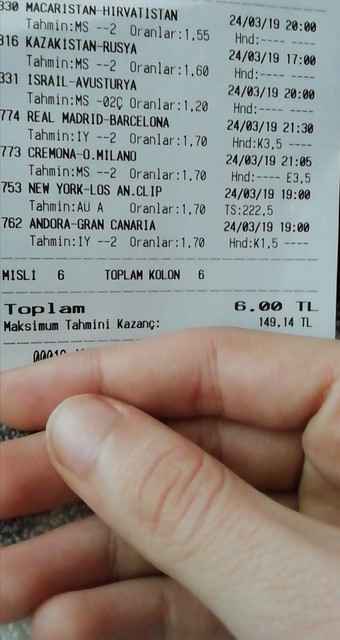 330 MACARISTAN-HIRVATISTAN 24/03/19 20:00
Tahmin:MS --2 Oranlar:1,55 Hnd:---- ----
316 KAZAKISTAN-RUSYA 24/03/19 17:00
Tahmin:MS --2 Oranlar:1,60 Hnd:---- ----
331 ISRAIL-AVUSTURYA 24/03/19 20:00
Tahmin:MS -02Ç Oranlar:1,20 Hnd:---- ----
774 REAL MADRID-BARCELONA 24/03/19 21:30
Tahmin:IY --2 Oranlar:1,70 Hnd:K3,5 ----
773 CREMONA-O.MILANO 24/03/19 21:05
Tahmin:MS --2 Oranlar:1,70 Hnd:---- E3,5
753 NEW YORK-LOS AN.CLIP 24/03/19 19:00
Tahmin:AÜ A Oranlar:1,70 TS:222,5
762 ANDORA-GRAN CANARIA 24/03/19 19:00
Tahmin:IY --2 Oranlar:1,70 Hnd:K1,5 ----
MISLI 6 TOPLAM KOLON 6
Toplam 6.00 TL
Maksimum Tahmini Kazanç: 149.14 TL